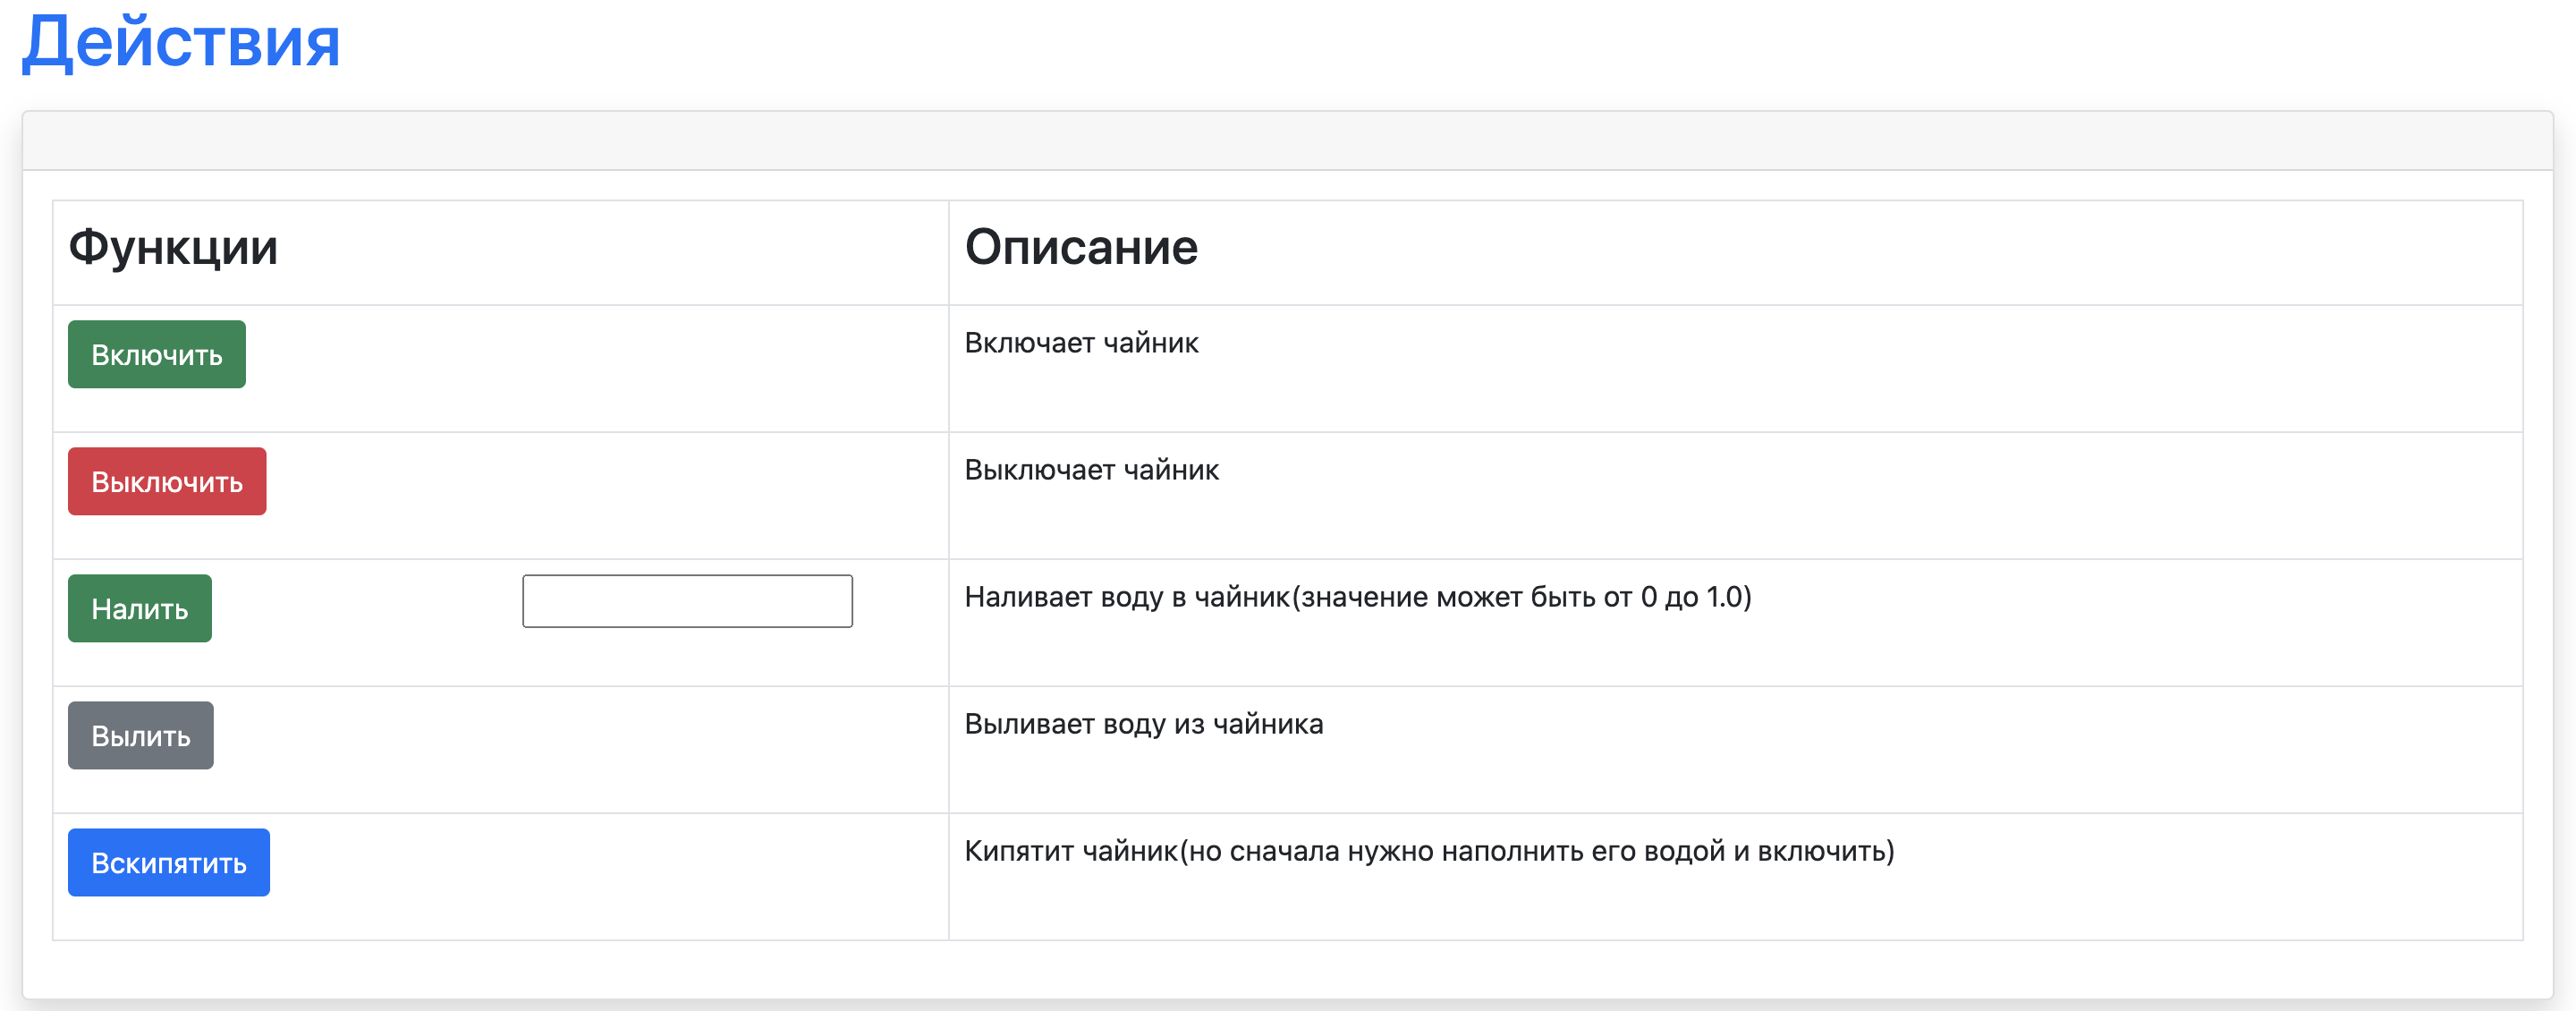 Действия
Функции Описание
Включить Включает чайник
Выключить Выключает чайник
Налить Наливает воду в чайник(значение может быть от 0 до 1.0)
Вылить Выливает воду из чайника
Вскипятить Кипятит чайник(но сначала нужно наполнить его водой и включить)